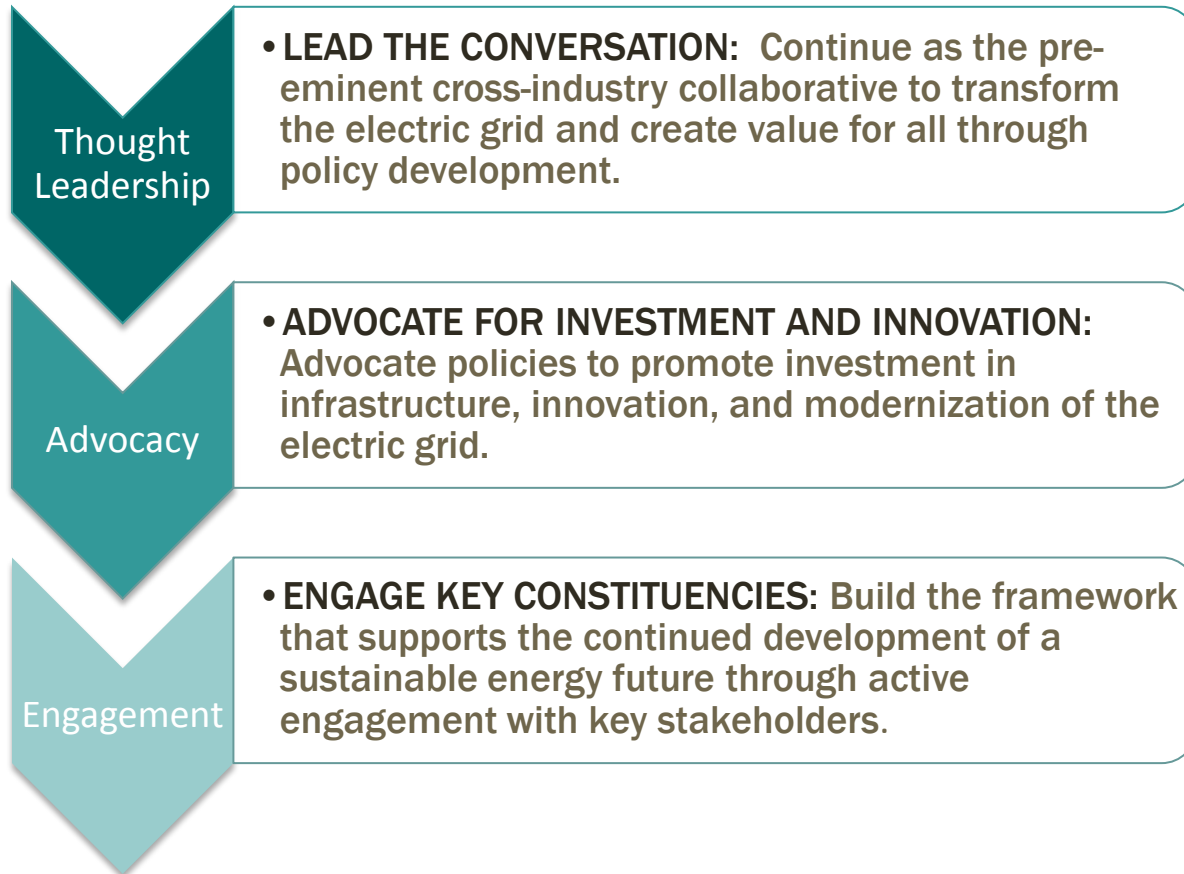 Thought
Leadership
• LEAD THE CONVERSATION: Continue as the pre-
eminent cross-industry collaborative to transform
the electric grid and create value for all through
policy development.
Advocacy
• ADVOCATE FOR INVESTMENT AND INNOVATION:
Advocate policies to promote investment in
infrastructure, innovation, and modernization of the
electric grid.
Engagement
• ENGAGE KEY CONSTITUENCIES: Build the framework
that supports the continued development of a
sustainable energy future through active
engagement with key stakeholders.